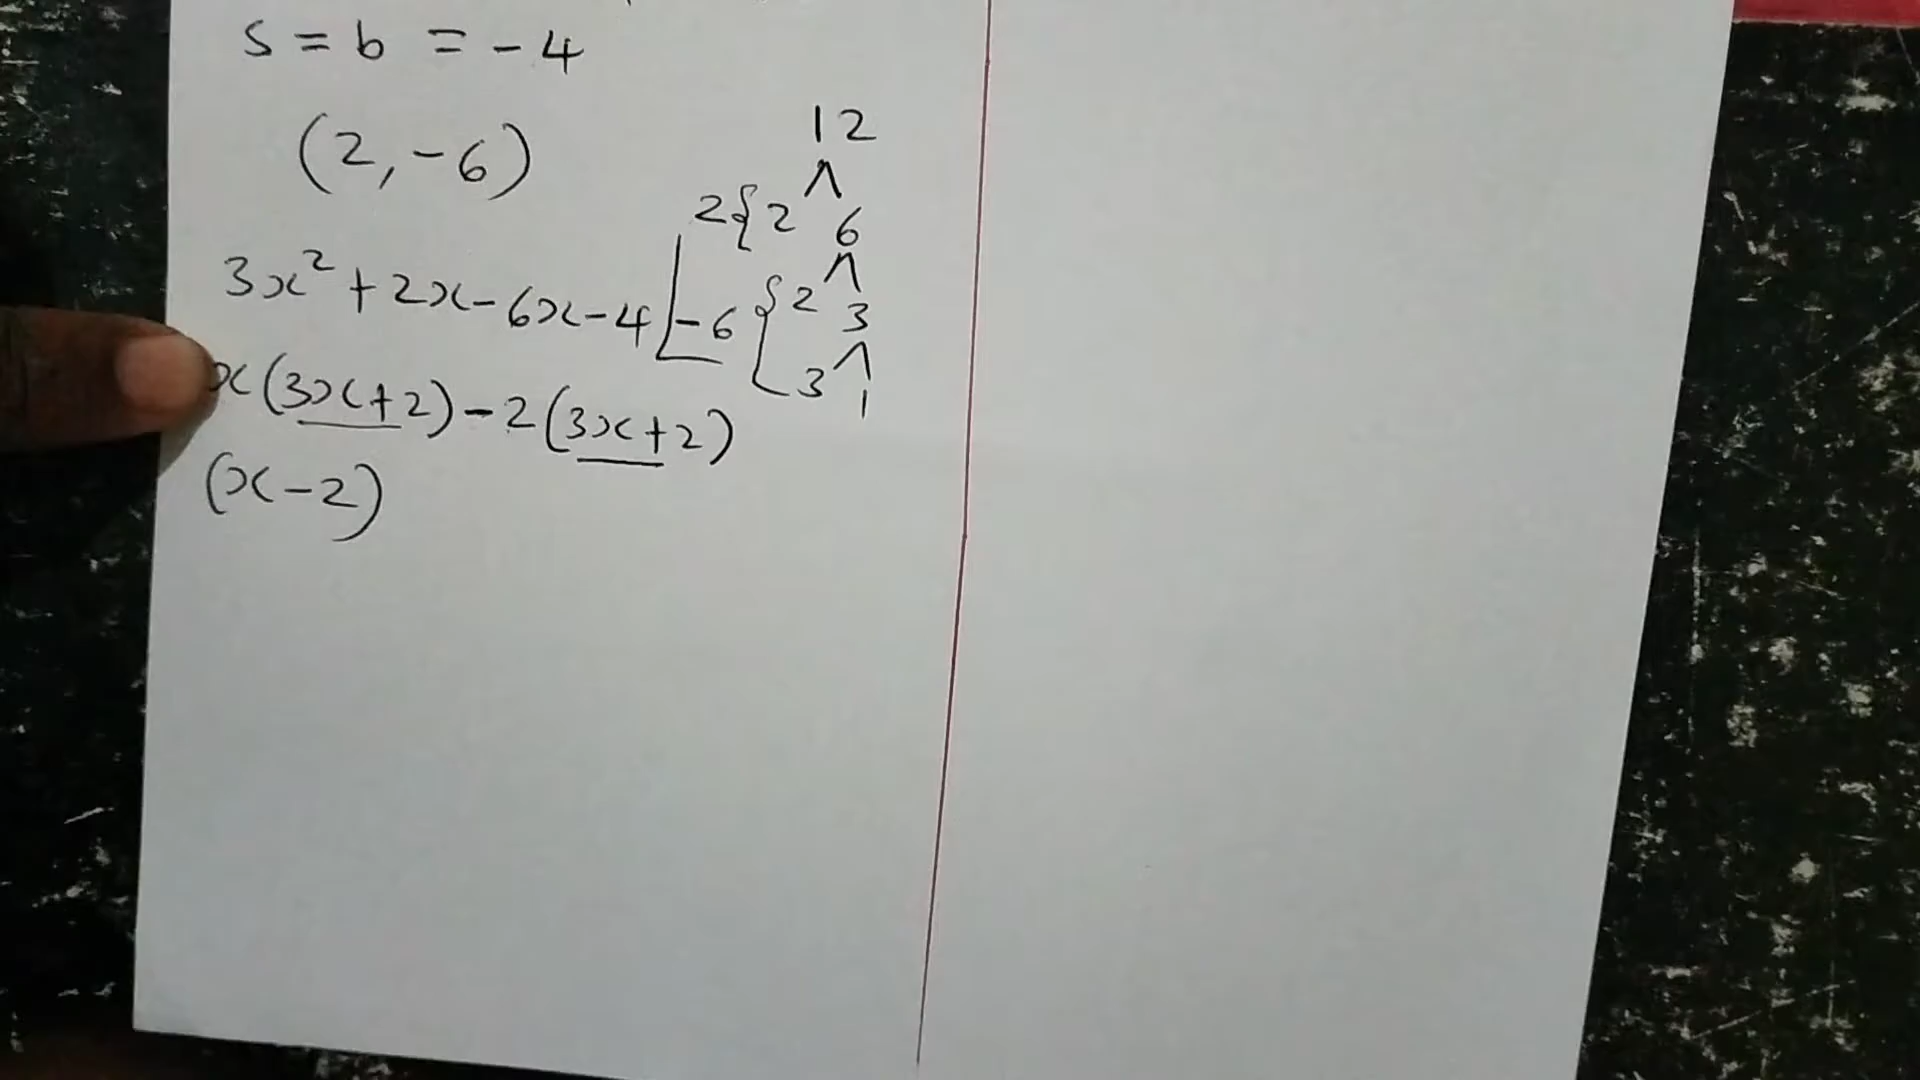 s = b = -4
(2, -6)
3x² + 2x - 6x - 4
x(3x+2) - 2(3x+2)
(x-2)
12
2{2 6
-6{2 3
3 1